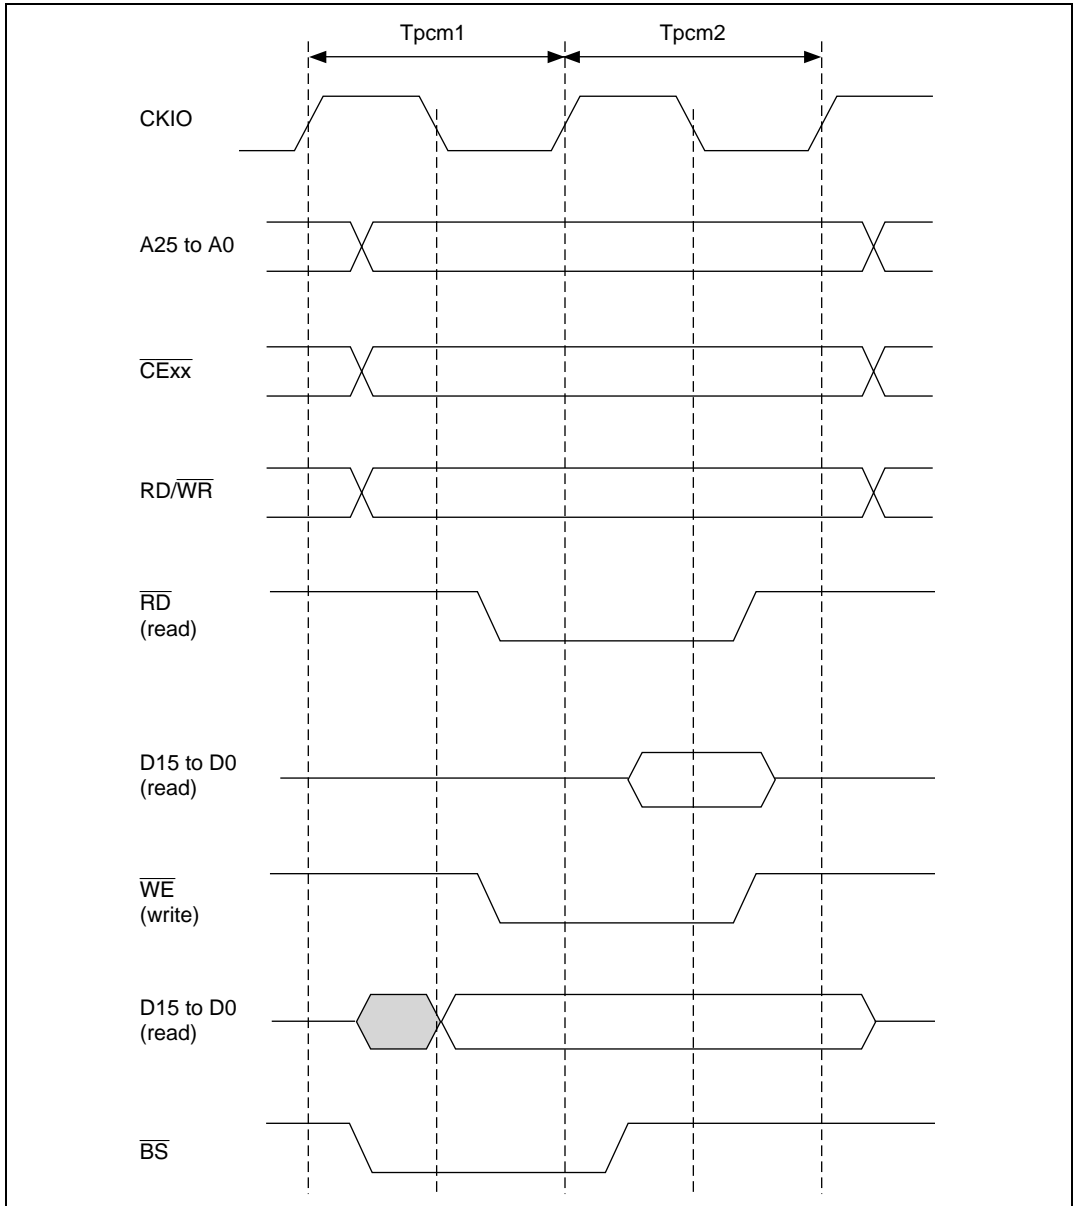 Tpcm1 Tpcm2
CKIO
A25 to A0
CExx
RD/WR
RD
(read)
D15 to D0
(read)
WE
(write)
D15 to D0
(read)
BS